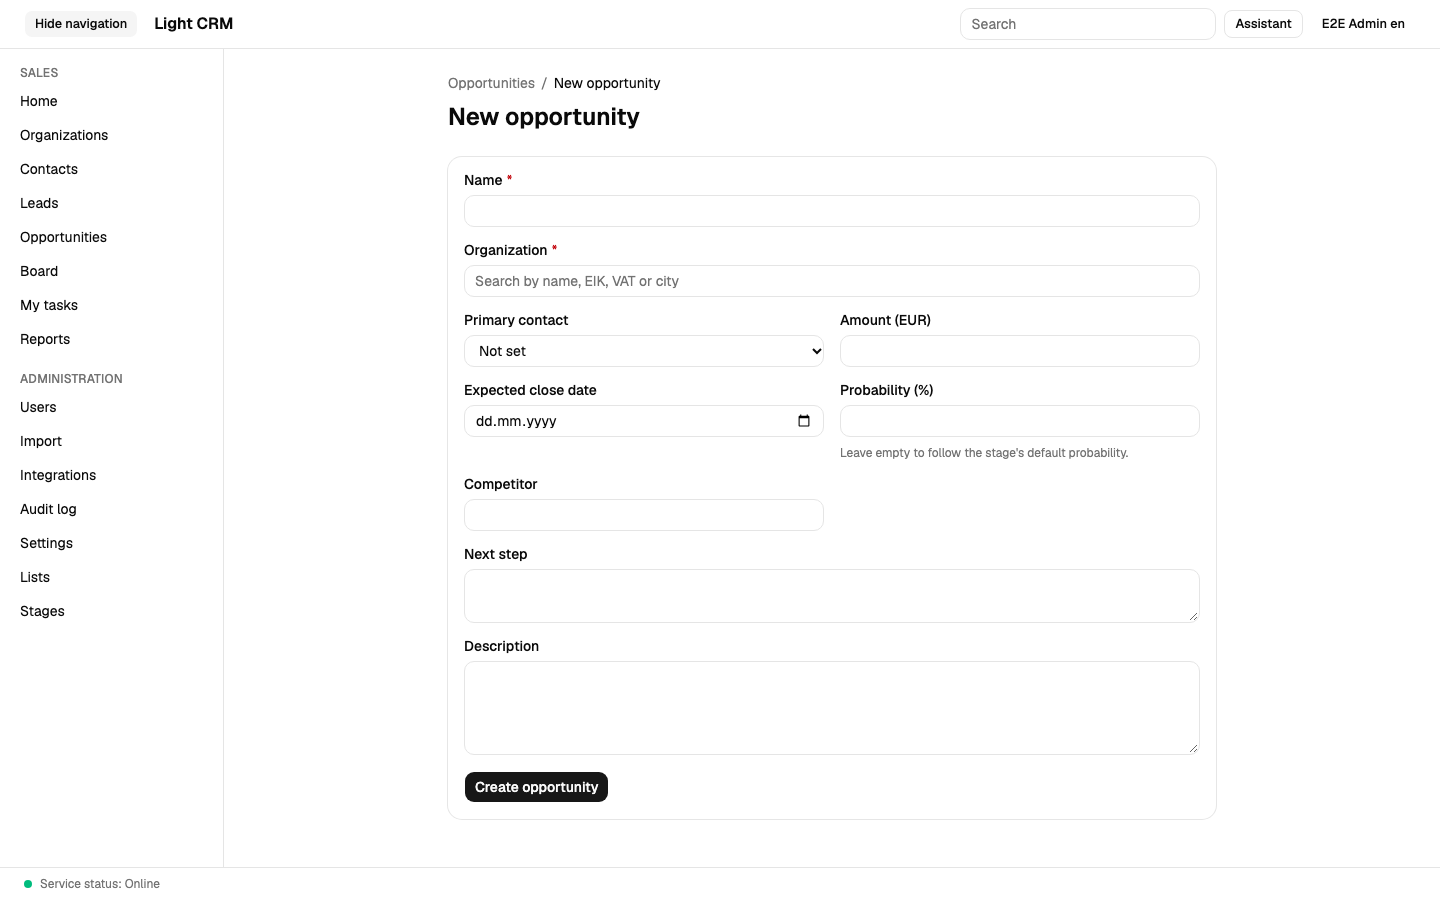 Hide navigation
Light CRM
Search
Assistant
E2E Admin en
SALES
Home
Organizations
Contacts
Leads
Opportunities
Board
My tasks
Reports
ADMINISTRATION
Users
Import
Integrations
Audit log
Settings
Lists
Stages
Opportunities / New opportunity
New opportunity
Name *
Organization *
Search by name, EIK, VAT or city
Primary contact
Not set
Amount (EUR)
Expected close date
dd.mm.yyyy
Probability (%)
Leave empty to follow the stage's default probability.
Competitor
Next step
Description
Create opportunity
Service status: Online